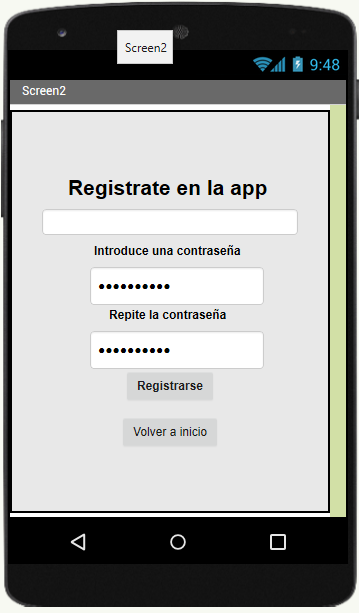 Screen2
9:48
Screen2
Registrate en la app
Introduce una contraseña
••••••••••
Repite la contraseña
••••••••••
Registrarse
Volver a inicio